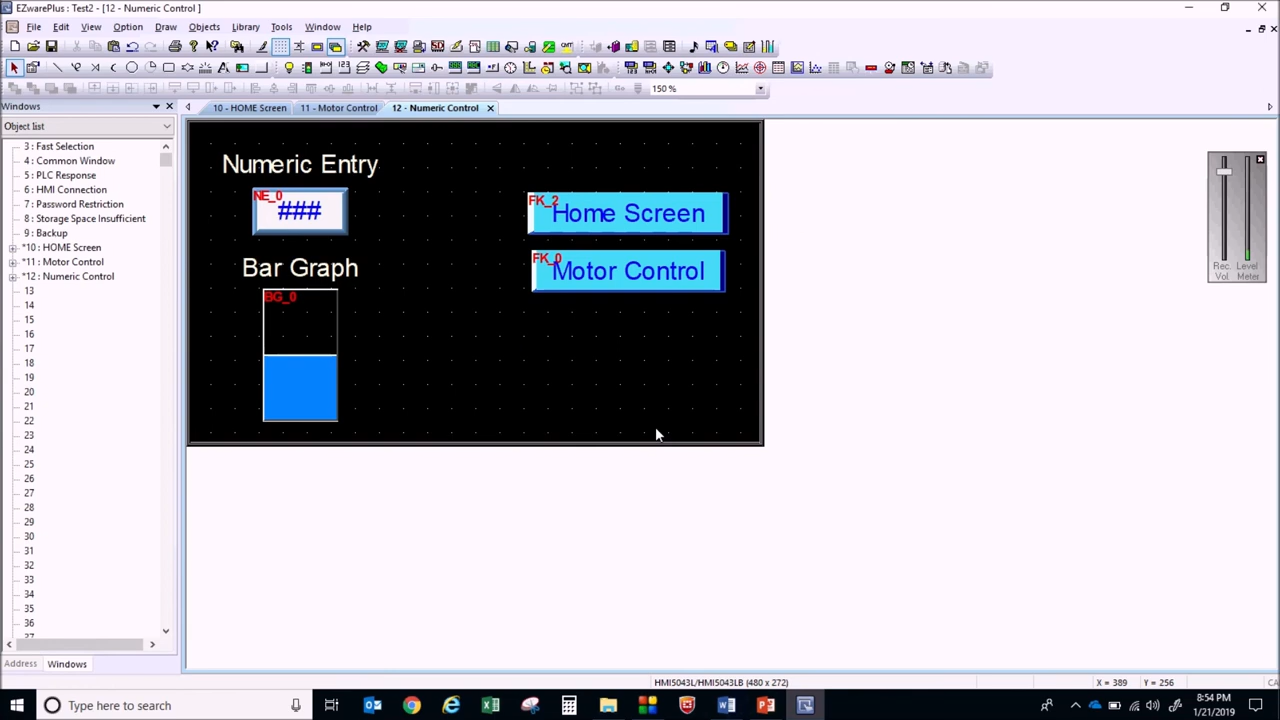 EZwarePlus : Test2 - [12 - Numeric Control ]
File Edit View Option Draw Objects Library Tools Window Help
150 %
Windows
10 - HOME Screen 11 - Motor Control 12 - Numeric Control
Object list
3 : Fast Selection
4 : Common Window
5 : PLC Response
6 : HMI Connection
7 : Password Restriction
8 : Storage Space Insufficient
9 : Backup
*10 : HOME Screen
*11 : Motor Control
*12 : Numeric Control
13
14
15
16
17
18
19
20
21
22
23
24
25
26
27
28
29
30
31
32
33
34
35
36
37
Address Windows
Numeric Entry
NE_0
###
Bar Graph
BG_0
FK_2
Home Screen
FK_0
Motor Control
Rec. Vol
Level Meter
HMI5043L/HMI5043LB (480 x 272)
X = 389 Y = 256
Type here to search
8:54 PM
1/21/2019